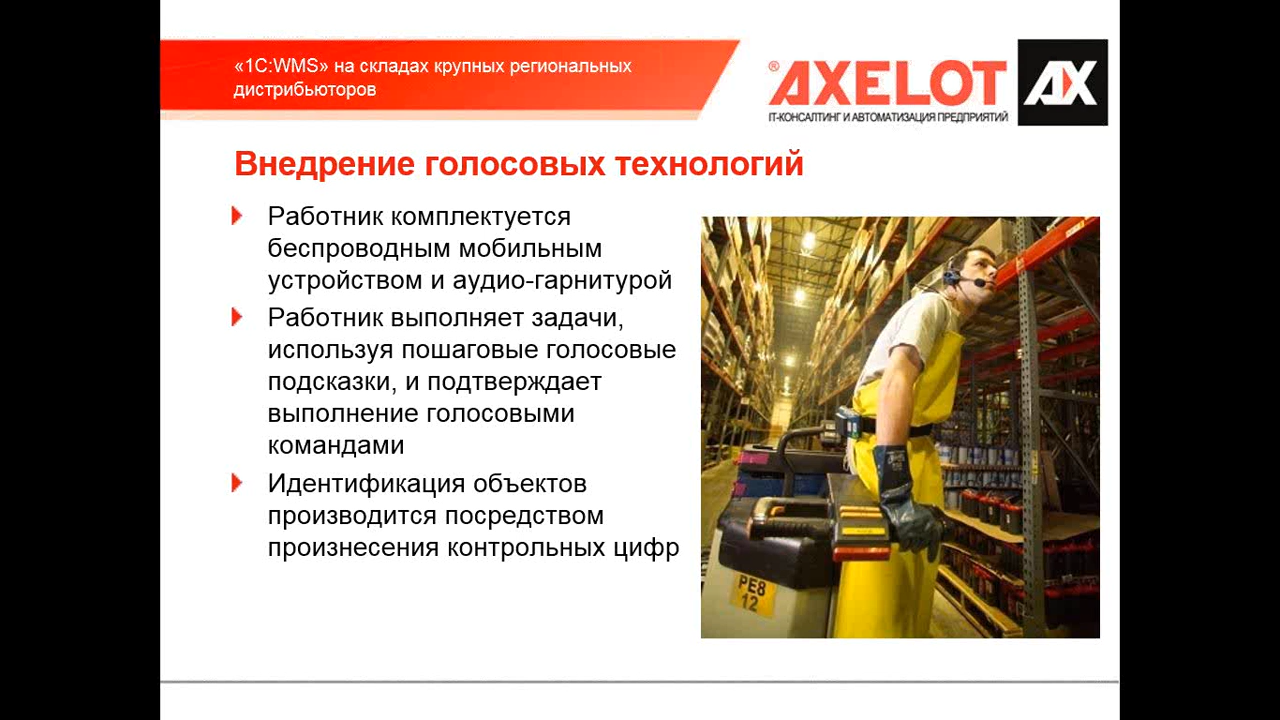 «1С:WMS» на складах крупных региональных
дистрибьюторов
® AXELOT AX
IT-КОНСАЛТИНГ И АВТОМАТИЗАЦИЯ ПРЕДПРИЯТИЙ
Внедрение голосовых технологий
Работник комплектуется
беспроводным мобильным
устройством и аудио-гарнитурой
Работник выполняет задачи,
используя пошаговые голосовые
подсказки, и подтверждает
выполнение голосовыми
командами
Идентификация объектов
производится посредством
произнесения контрольных цифр
PE8
12